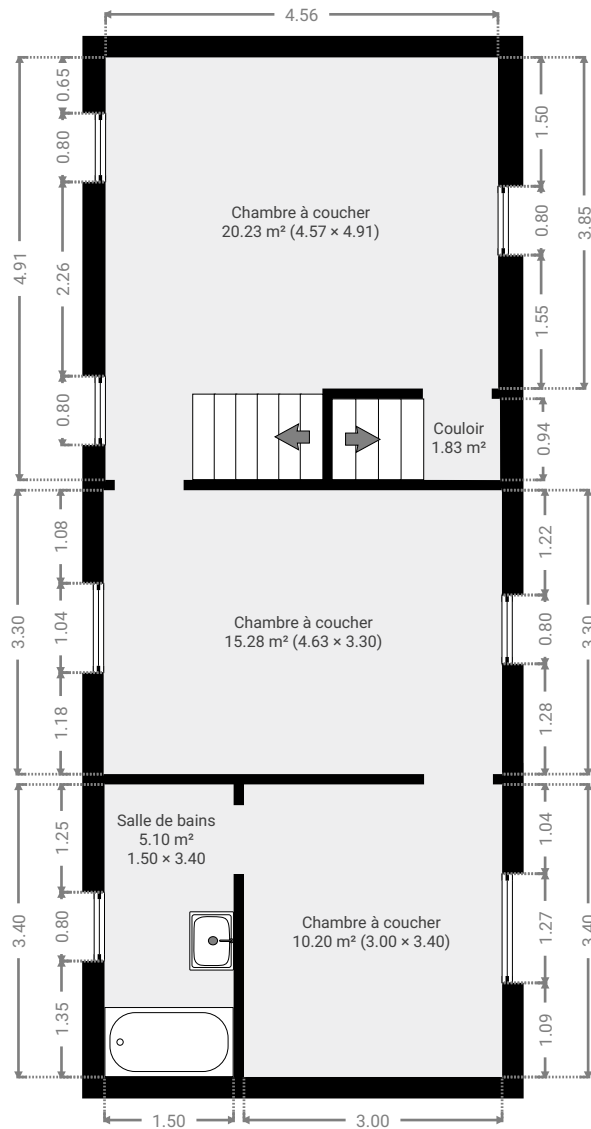 4.56
0.65
0.80
2.26
0.80
4.91
1.50
0.80
1.55
3.85
0.94
Chambre à coucher
20.23 m² (4.57 × 4.91)
Couloir
1.83 m²
1.08
1.04
1.18
3.30
Chambre à coucher
15.28 m² (4.63 × 3.30)
1.22
0.80
1.28
3.30
1.25
0.80
1.35
3.40
Salle de bains
5.10 m²
1.50 × 3.40
Chambre à coucher
10.20 m² (3.00 × 3.40)
1.04
1.27
1.09
3.40
1.50
3.00